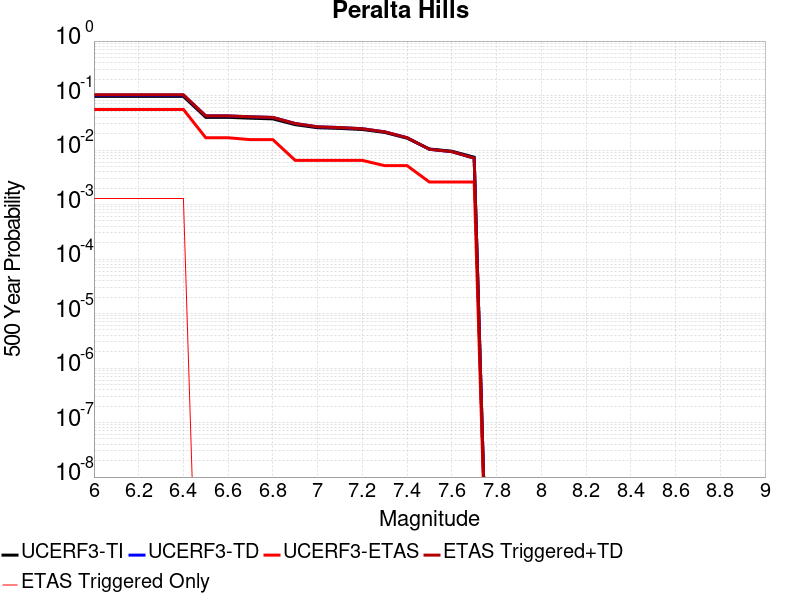 Peralta Hills
10^0
10^-1
10^-2
10^-3
10^-4
10^-5
10^-6
10^-7
10^-8
500 Year Probability
6 6.2 6.4 6.6 6.8 7 7.2 7.4 7.6 7.8 8 8.2 8.4 8.6 8.8 9
Magnitude
UCERF3-TI UCERF3-TD UCERF3-ETAS ETAS Triggered+TD
ETAS Triggered Only